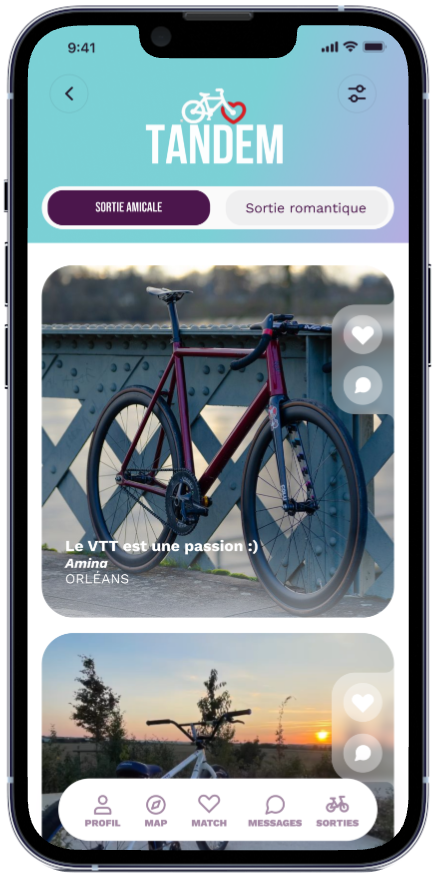 9:41
TANDEM
SORTIE AMICALE
Sortie romantique
Le VTT est une passion :)
Amina
ORLÉANS
PROFIL
MAP
MATCH
MESSAGES
SORTIES